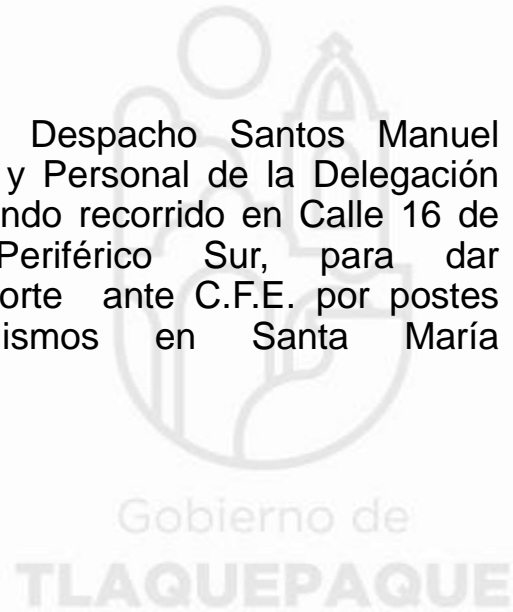 Despacho Santos Manuel
y Personal de la Delegación
ndo recorrido en Calle 16 de
Periférico Sur, para dar
orte ante C.F.E. por postes
ismos en Santa María
Gobierno de
TLAQUEPAQUE